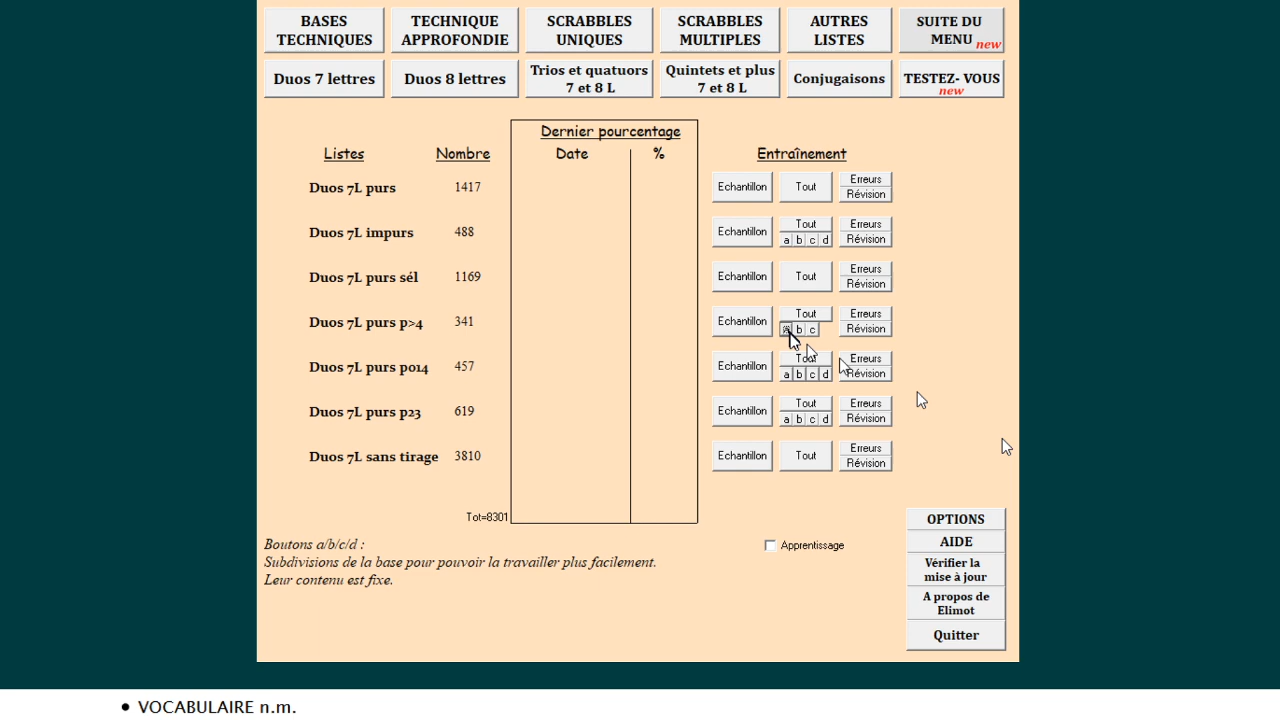 BASES
TECHNIQUES
TECHNIQUE
APPROFONDIE
SCRABBLES
UNIQUES
SCRABBLES
MULTIPLES
AUTRES
LISTES
SUITE DU
MENU new
Duos 7 lettres
Duos 8 lettres
Trios et quatuors
7 et 8 L
Quintets et plus
7 et 8 L
Conjugaisons
TESTEZ- VOUS
new
Dernier pourcentage
Listes Nombre Date % Entraînement
Duos 7L purs 1417 Echantillon Tout Erreurs
Révision
Duos 7L impurs 488 Echantillon Tout Erreurs
a b c d Révision
Duos 7L purs sél 1169 Echantillon Tout Erreurs
Révision
Duos 7L purs p>4 341 Echantillon Tout Erreurs
a b c Révision
Duos 7L purs p014 457 Echantillon Tout Erreurs
a b c d Révision
Duos 7L purs p23 619 Echantillon Tout Erreurs
a b c d Révision
Duos 7L sans tirage 3810 Echantillon Tout Erreurs
Révision
Tot=8301
Boutons a/b/c/d :
Subdivisions de la base pour pouvoir la travailler plus facilement.
Leur contenu est fixe.
Apprentissage
OPTIONS
AIDE
Vérifier la
mise à jour
A propos de
Elimot
Quitter
• VOCABULAIRE n.m.